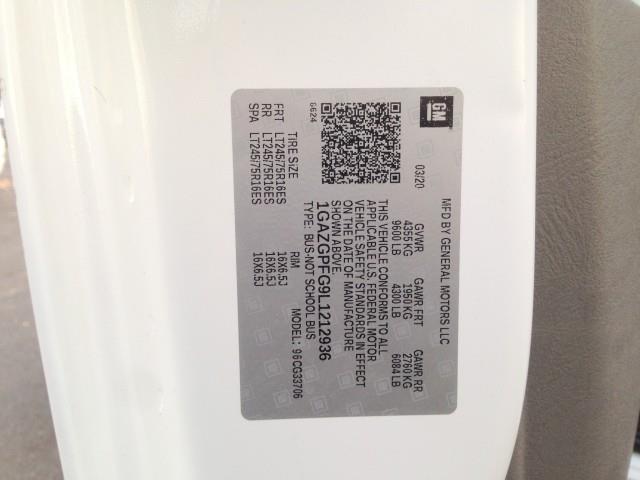 GM
MFD BY GENERAL MOTORS LLC
03/20 GVWR GAWR FRT GAWR RR
4355 KG 1950 KG 2760 KG
9600 LB 4300 LB 6084 LB
THIS VEHICLE CONFORMS TO ALL
APPLICABLE U.S. FEDERAL MOTOR
VEHICLE SAFETY STANDARDS IN EFFECT
ON THE DATE OF MANUFACTURE
SHOWN ABOVE.
1GAZGPFG9L1212936
TYPE: BUS-NOT SCHOOL BUS MODEL: 96CG33706
0624
TIRE SIZE RIM
FRT LT245/75R16ES 16X6.5J
RR LT245/75R16ES 16X6.5J
SPA LT245/75R16ES 16X6.5J